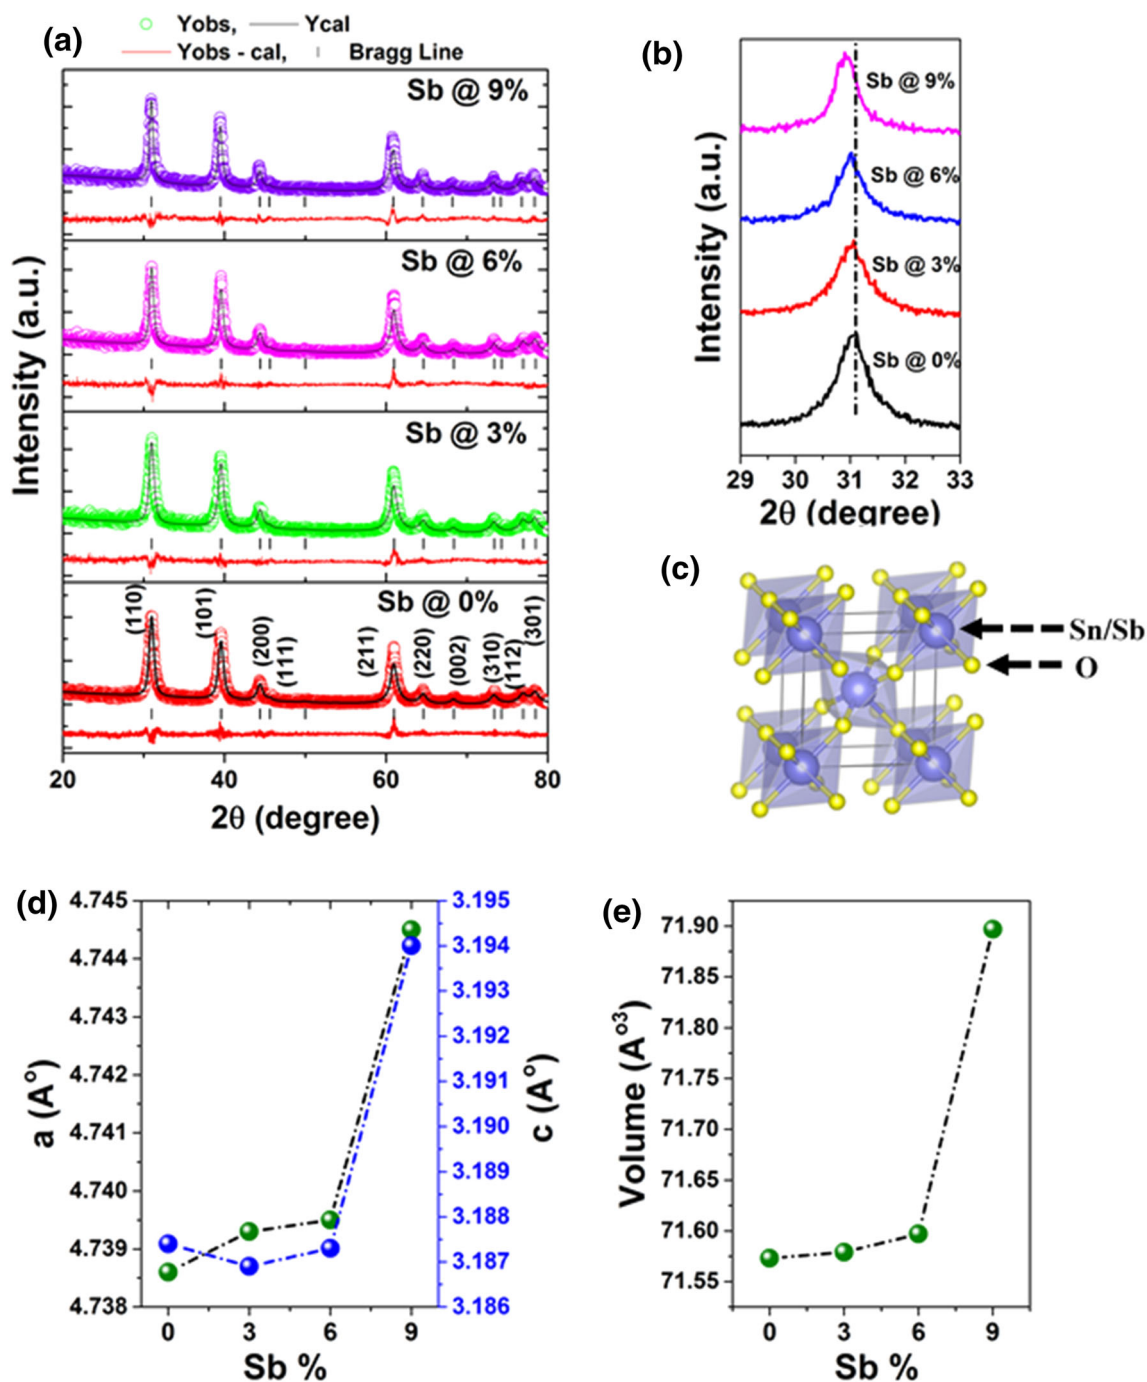 (a)
Yobs, Ycal
Yobs - cal, Bragg Line
20 40 60 80
Sb @ 9%
Sb @ 6%
Sb @ 3%
Sb @ 0%
(110)
(101)
(200)
(111)
(211)
(220)
(002)
(310)
(112)
(301)
Intensity (a.u.)
20 40 60 80
2θ (degree)
(b)
Sb @ 9%
Sb @ 6%
Sb @ 3%
Sb @ 0%
Intensity (a.u.)
29 30 31 32 33
2θ (degree)
(c)
Sn/Sb
O
(d)
4.745
4.744
4.743
4.742
4.741
4.740
4.739
4.738
a (A°)
3.195
3.194
3.193
3.192
3.191
3.190
3.189
3.188
3.187
3.186
c (A°)
0 3 6 9
Sb %
(e)
71.90
71.85
71.80
71.75
71.70
71.65
71.60
71.55
Volume (A°³)
0 3 6 9
Sb %